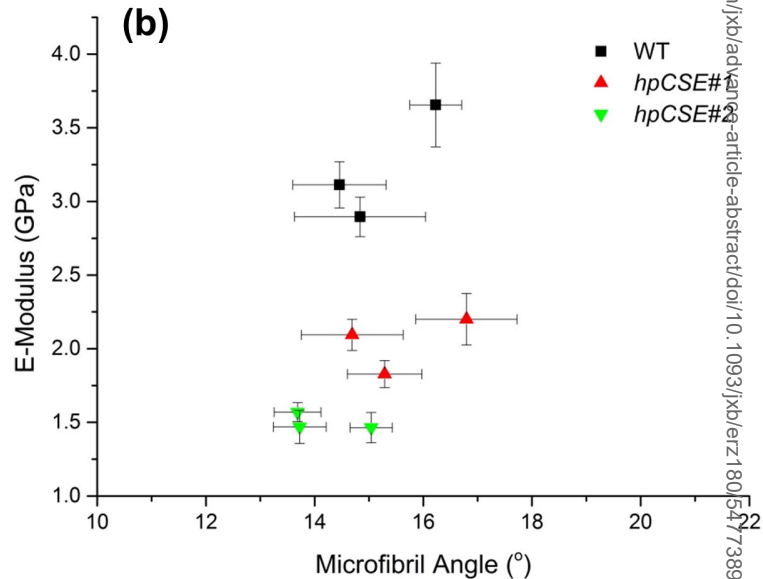 (b)
WT
hpCSE#1
hpCSE#2
4.0
3.5
3.0
2.5
2.0
1.5
1.0
E-Modulus (GPa)
10 12 14 16 18 20 22
Microfibril Angle (°)
n/jxb/advance-article-abstract/doi/10.1093/jxb/erz180/5477389